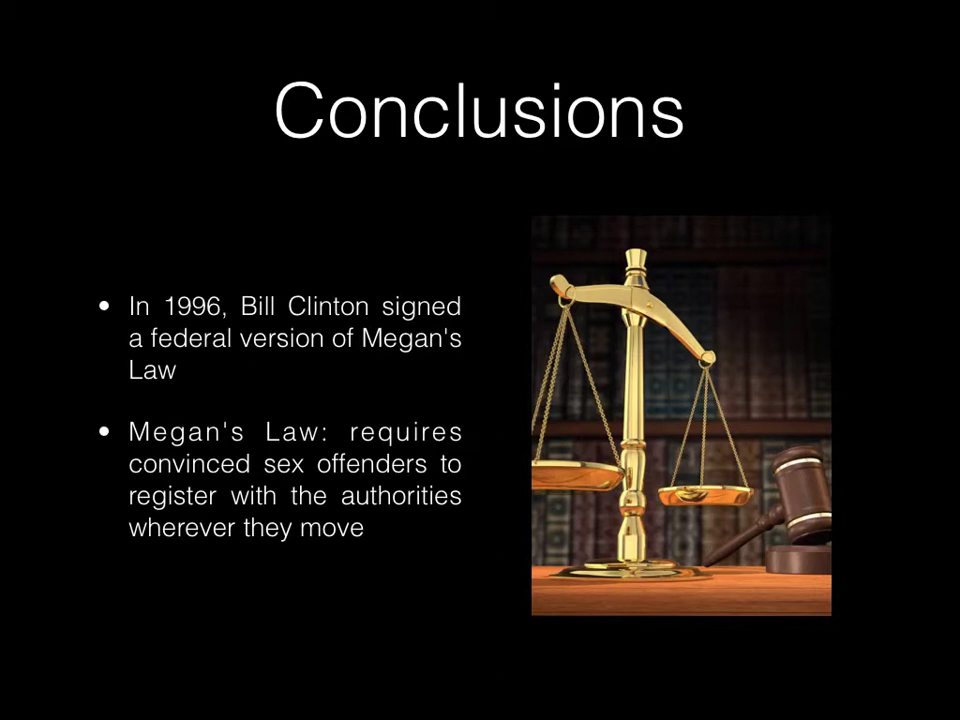 Conclusions
• In 1996, Bill Clinton signed
a federal version of Megan's
Law
• Megan's Law: requires
convinced sex offenders to
register with the authorities
wherever they move